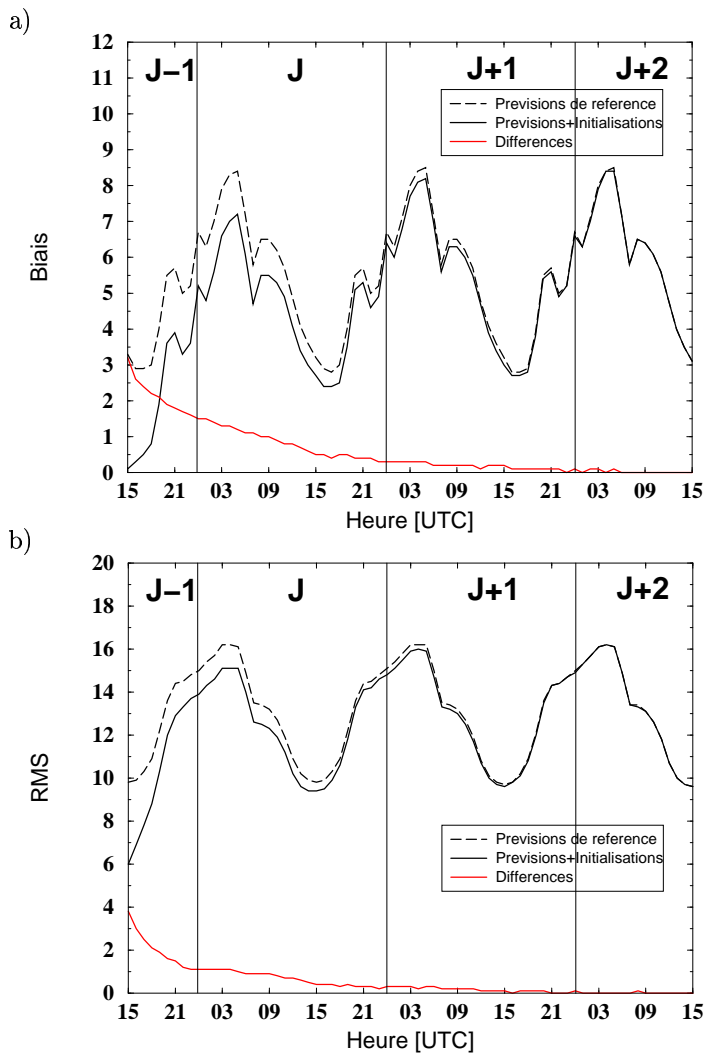 a)
12
11
10
9
8
7
6
5
4
3
2
1
0
Biais
J−1 J J+1 J+2
Previsions de reference
Previsions+Initialisations
Differences
15 21 03 09 15 21 03 09 15 21 03 09 15
Heure [UTC]
b)
20
18
16
14
12
10
8
6
4
2
0
RMS
J−1 J J+1 J+2
Previsions de reference
Previsions+Initialisations
Differences
15 21 03 09 15 21 03 09 15 21 03 09 15
Heure [UTC]